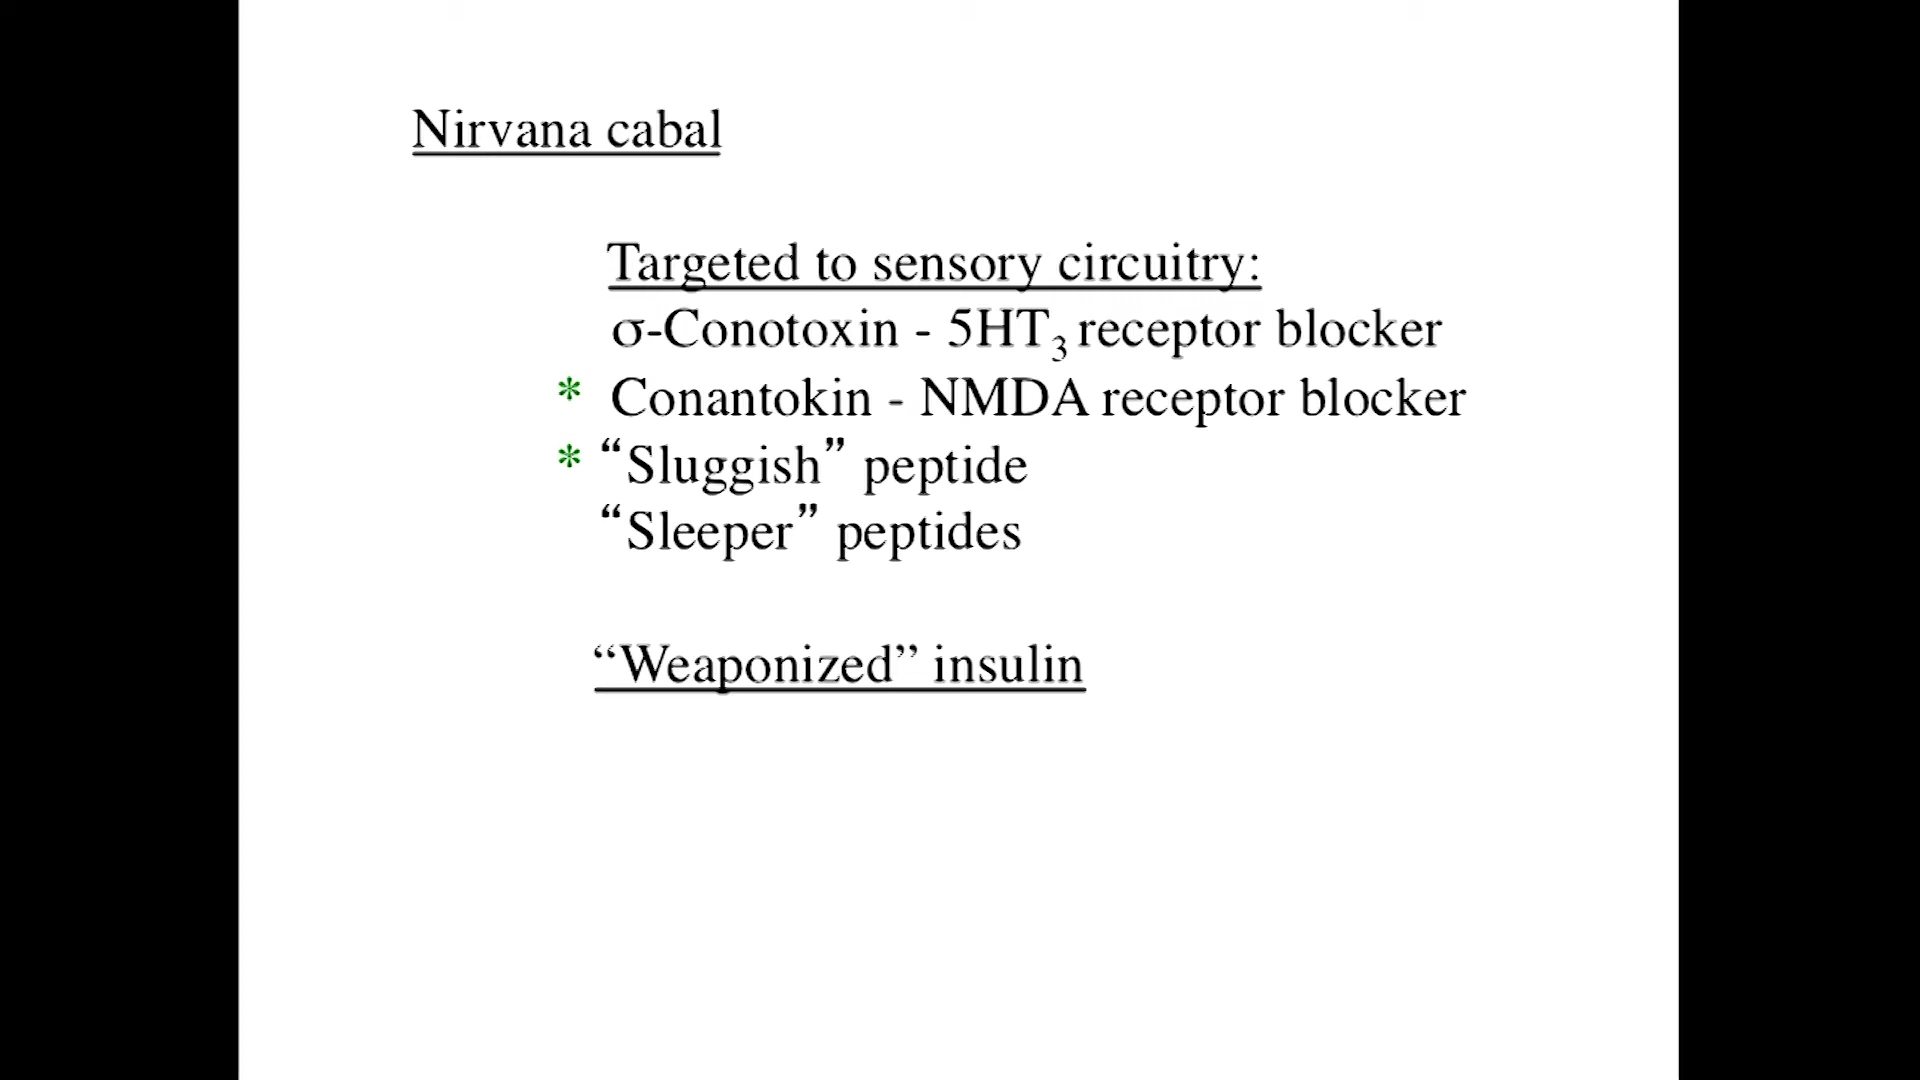 Nirvana cabal
Targeted to sensory circuitry:
σ-Conotoxin - 5HT₃ receptor blocker
* Conantokin - NMDA receptor blocker
* “Sluggish” peptide
“Sleeper” peptides
“Weaponized” insulin